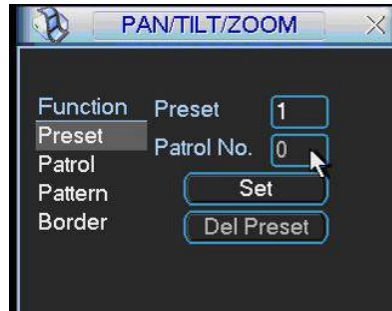 PAN/TILT/ZOOM
Function
Preset
Patrol
Pattern
Border
Preset 1
Patrol No. 0
Set
Del Preset